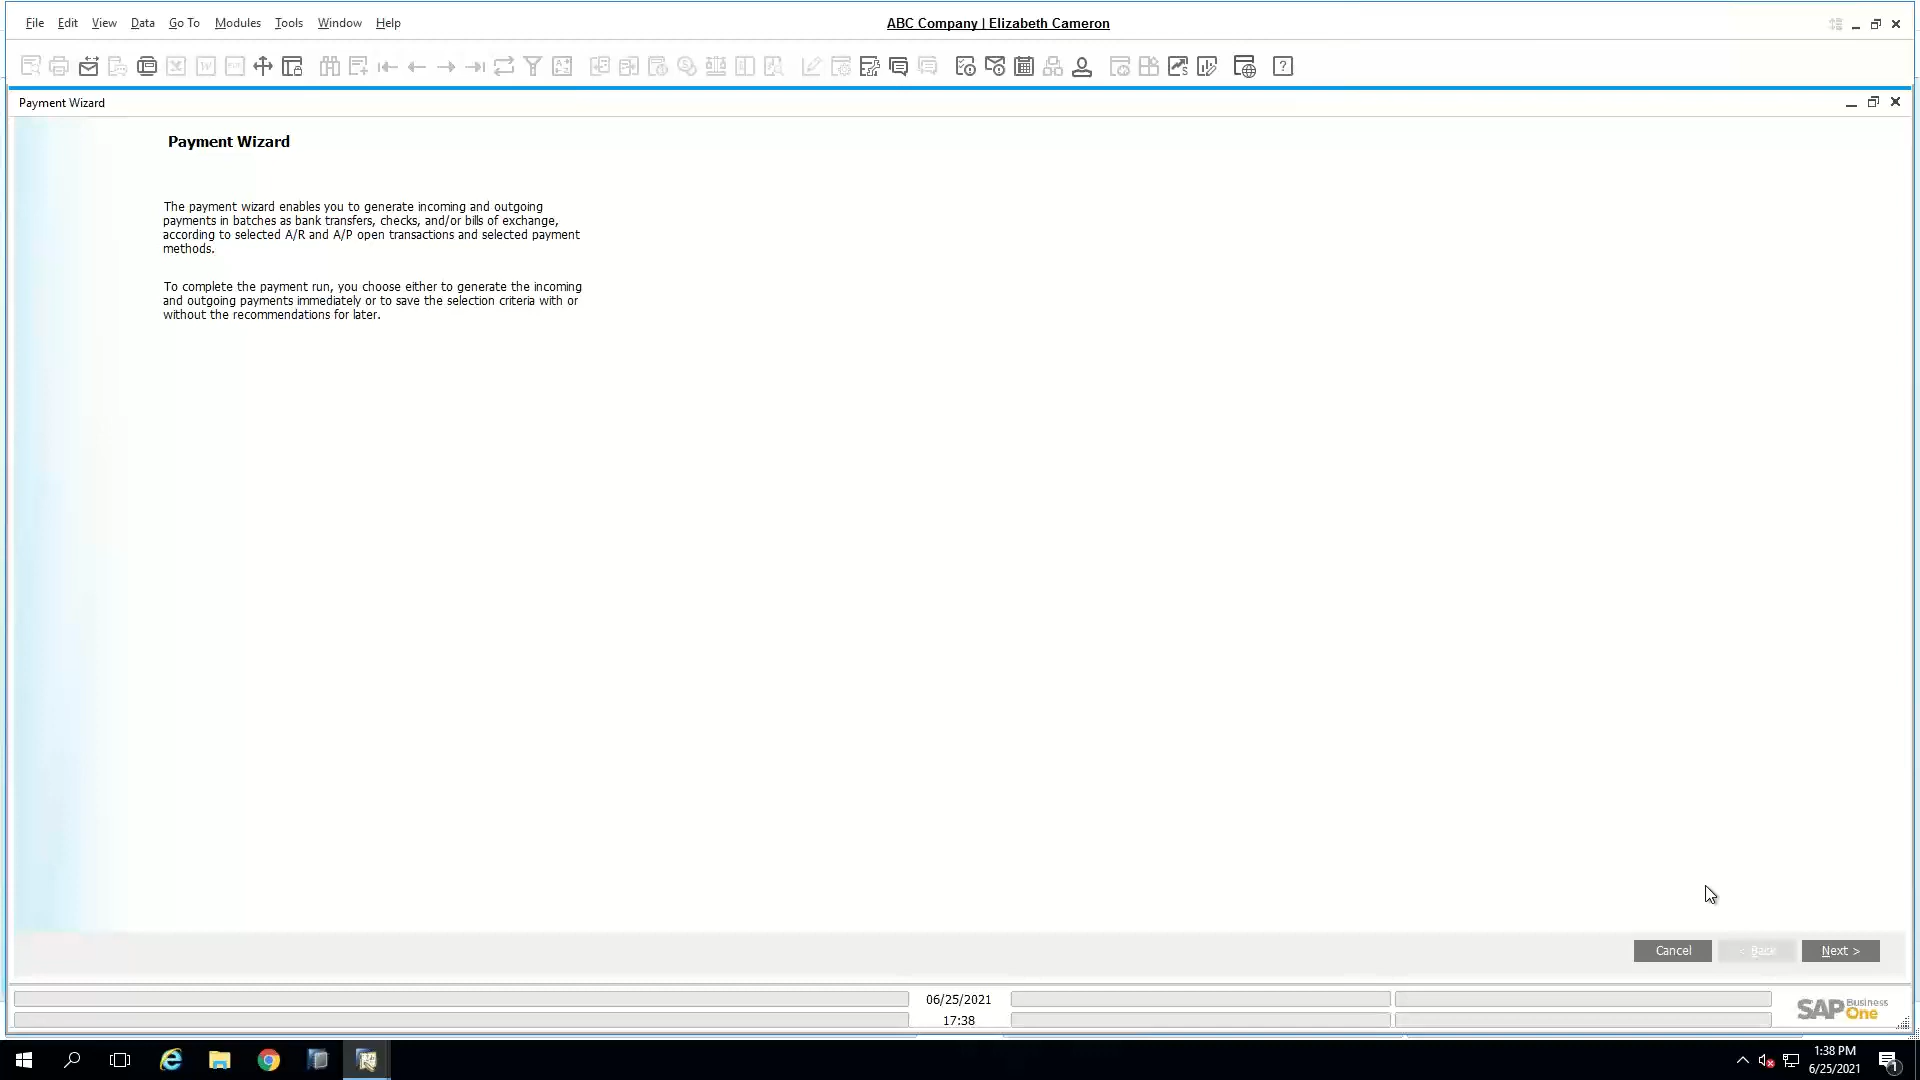 File Edit View Data Go To Modules Tools Window Help
ABC Company | Elizabeth Cameron
Payment Wizard
Payment Wizard
The payment wizard enables you to generate incoming and outgoing
payments in batches as bank transfers, checks, and/or bills of exchange,
according to selected A/R and A/P open transactions and selected payment
methods.
To complete the payment run, you choose either to generate the incoming
and outgoing payments immediately or to save the selection criteria with or
without the recommendations for later.
Cancel < Back Next >
06/25/2021
17:38
SAP Business One
1:38 PM
6/25/2021
1